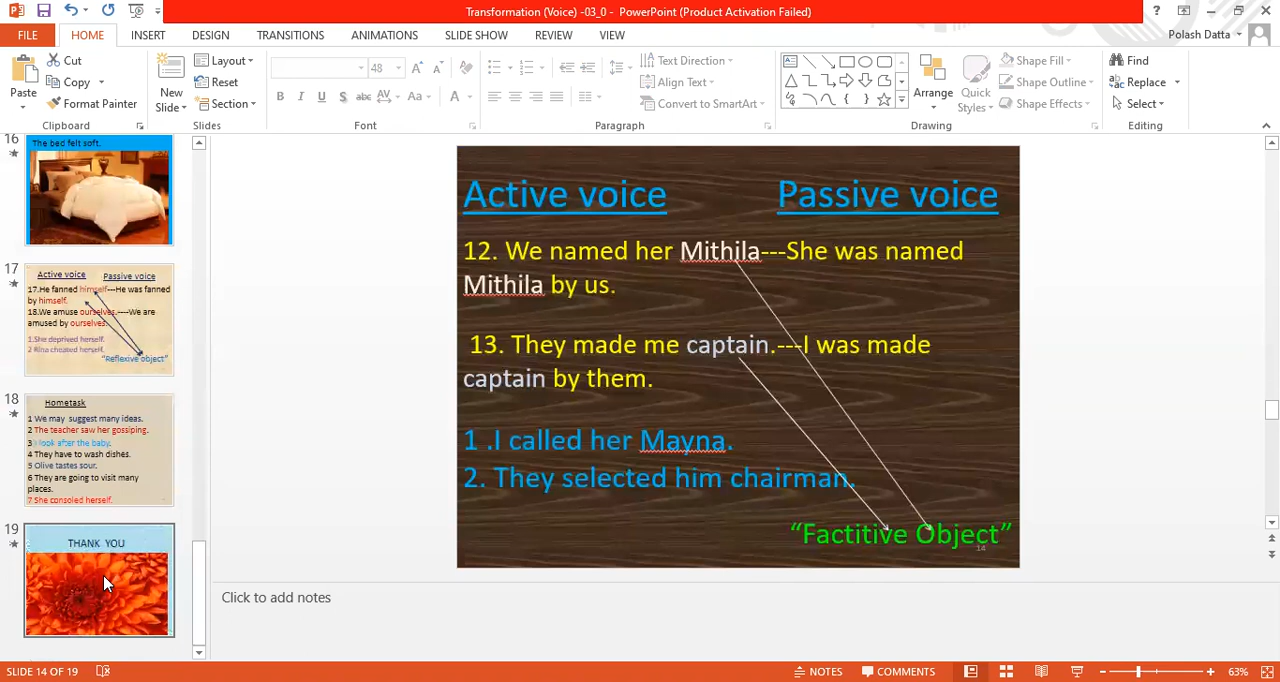 Transformation (Voice) -03_0 - PowerPoint (Product Activation Failed)
FILE HOME INSERT DESIGN TRANSITIONS ANIMATIONS SLIDE SHOW REVIEW VIEW Polash Datta
Paste
Cut
Copy
Format Painter
Clipboard
New Slide
Layout
Reset
Section
Slides
48
Font
Text Direction
Align Text
Convert to SmartArt
Paragraph
Arrange
Quick Styles
Shape Fill
Shape Outline
Shape Effects
Drawing
Find
Replace
Select
Editing
16
The bed felt soft.
17
Active voice Passive voice
17.He fanned himself---He was fanned
by himself.
18.We amuse ourselves.----We are
amused by ourselves.
1.She deprived herself.
2 Rina cheated herself.
"Reflexive object"
18
Hometask
1 We may suggest many ideas.
2 The teacher saw her gossiping.
3 I look after the baby.
4 They have to wash dishes.
5 Olive tastes sour.
6 They are going to visit many
places.
7 She consoled herself.
19
THANK YOU
Active voice Passive voice
12. We named her Mithila---She was named
Mithila by us.
13. They made me captain.---I was made
captain by them.
1 .I called her Mayna.
2. They selected him chairman.
“Factitive Object”
14
Click to add notes
SLIDE 14 OF 19 NOTES COMMENTS 63%